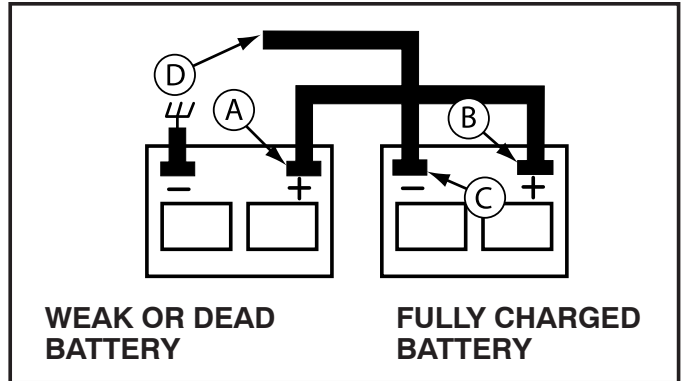 D
A
B
C
− + − +
WEAK OR DEAD
BATTERY
FULLY CHARGED
BATTERY